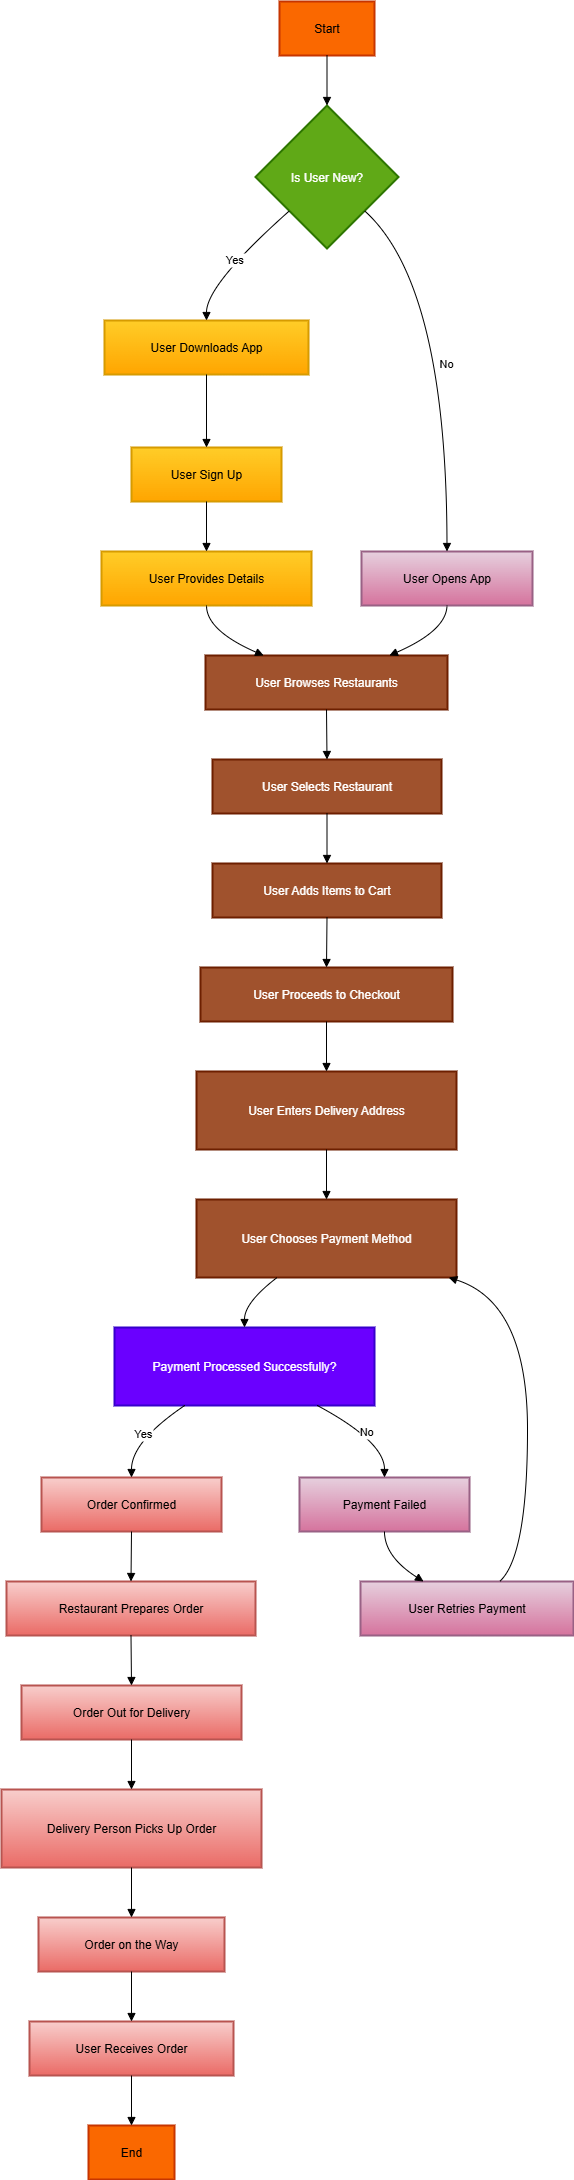 Start
Is User New?
Yes
User Downloads App
No
User Sign Up
User Provides Details
User Opens App
User Browses Restaurants
User Selects Restaurant
User Adds Items to Cart
User Proceeds to Checkout
User Enters Delivery Address
User Chooses Payment Method
Payment Processed Successfully?
Yes
No
Order Confirmed
Payment Failed
Restaurant Prepares Order
User Retries Payment
Order Out for Delivery
Delivery Person Picks Up Order
Order on the Way
User Receives Order
End